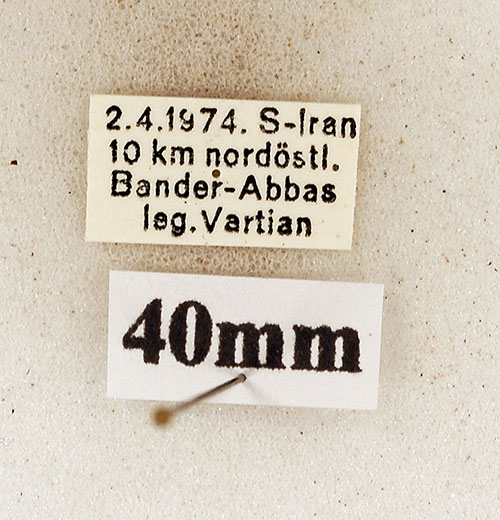 2.4.1974. S-Iran
10 km nordöstl.
Bander-Abbas
leg. Vartian
40mm